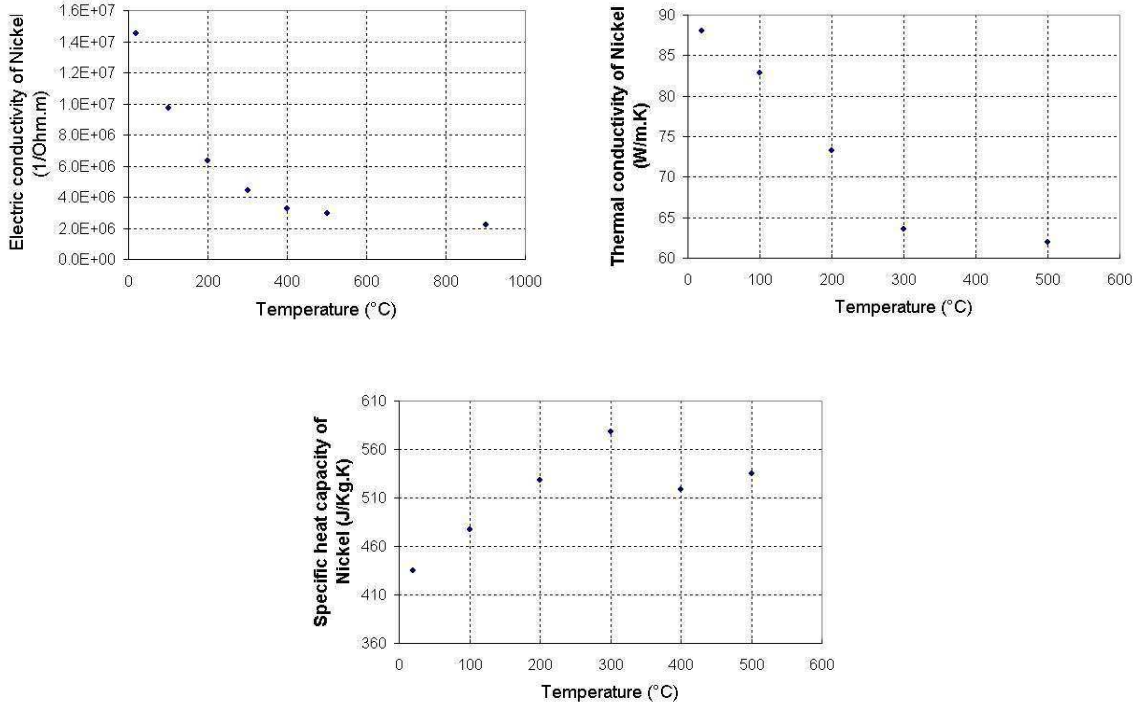 Electric conductivity of Nickel
(1/Ohm.m)
1.6E+07
1.4E+07
1.2E+07
1.0E+07
8.0E+06
6.0E+06
4.0E+06
2.0E+06
0.0E+00
0 200 400 600 800 1000
Temperature (°C)
Thermal conductivity of Nickel
(W/m.K)
90
85
80
75
70
65
60
0 100 200 300 400 500 600
Temperature (°C)
Specific heat capacity of
Nickel (J/Kg.K)
610
560
510
460
410
360
0 100 200 300 400 500 600
Temperature (°C)